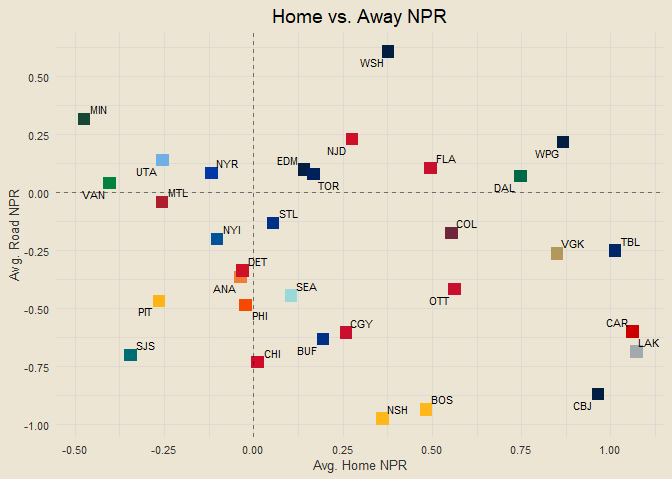 Home vs. Away NPR
WSH
0.50
MIN
0.25
NJD
FLA
WPG
NYR
EDM
UTA
TOR
DAL
VAN
MTL
0.00
STL
COL
NYI
VGK
TBL
Avg. Road NPR
-0.25
DET
ANA
SEA
OTT
PIT
PHI
-0.50
CGY
CAR
SJS
BUF
LAK
CHI
-0.75
NSH
BOS
CBJ
-1.00
-0.50
-0.25
0.00
0.25
0.50
0.75
1.00
Avg. Home NPR